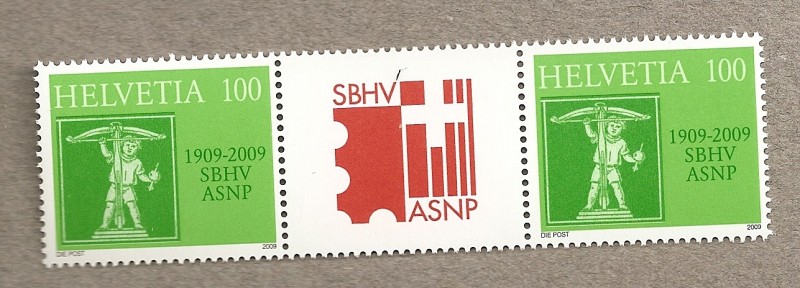 HELVETIA 100
1909-2009
SBHV
ASNP
DIE POST 2009
SBHV
ASNP
HELVETIA 100
1909-2009
SBHV
ASNP
DIE POST 2009